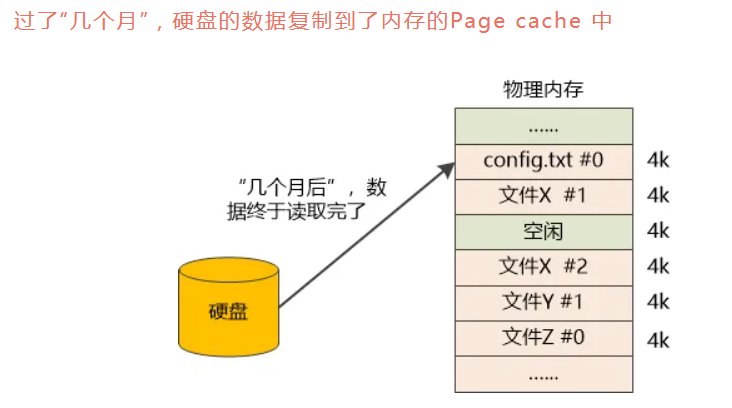 过了“几个月”，硬盘的数据复制到了内存的Page cache 中
物理内存
......
config.txt #0 4k
文件X #1 4k
空闲 4k
文件X #2 4k
文件Y #1 4k
文件Z #0 4k
......
“几个月后”，数
据终于读取完了
硬盘